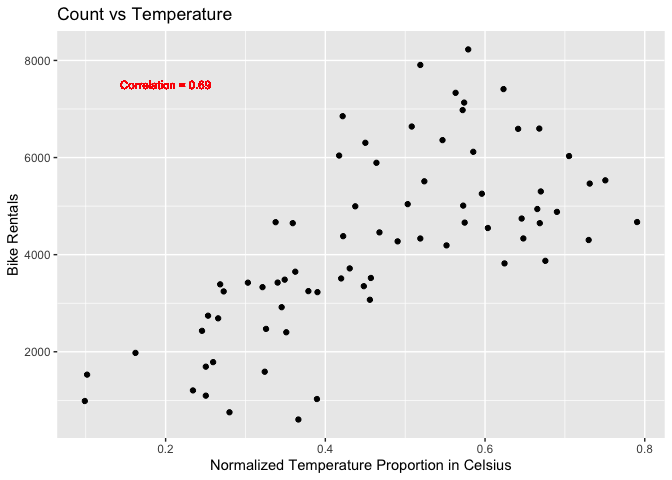 Count vs Temperature
8000
6000
4000
2000
Correlation = 0.69
Bike Rentals
0.2
0.4
0.6
0.8
Normalized Temperature Proportion in Celsius